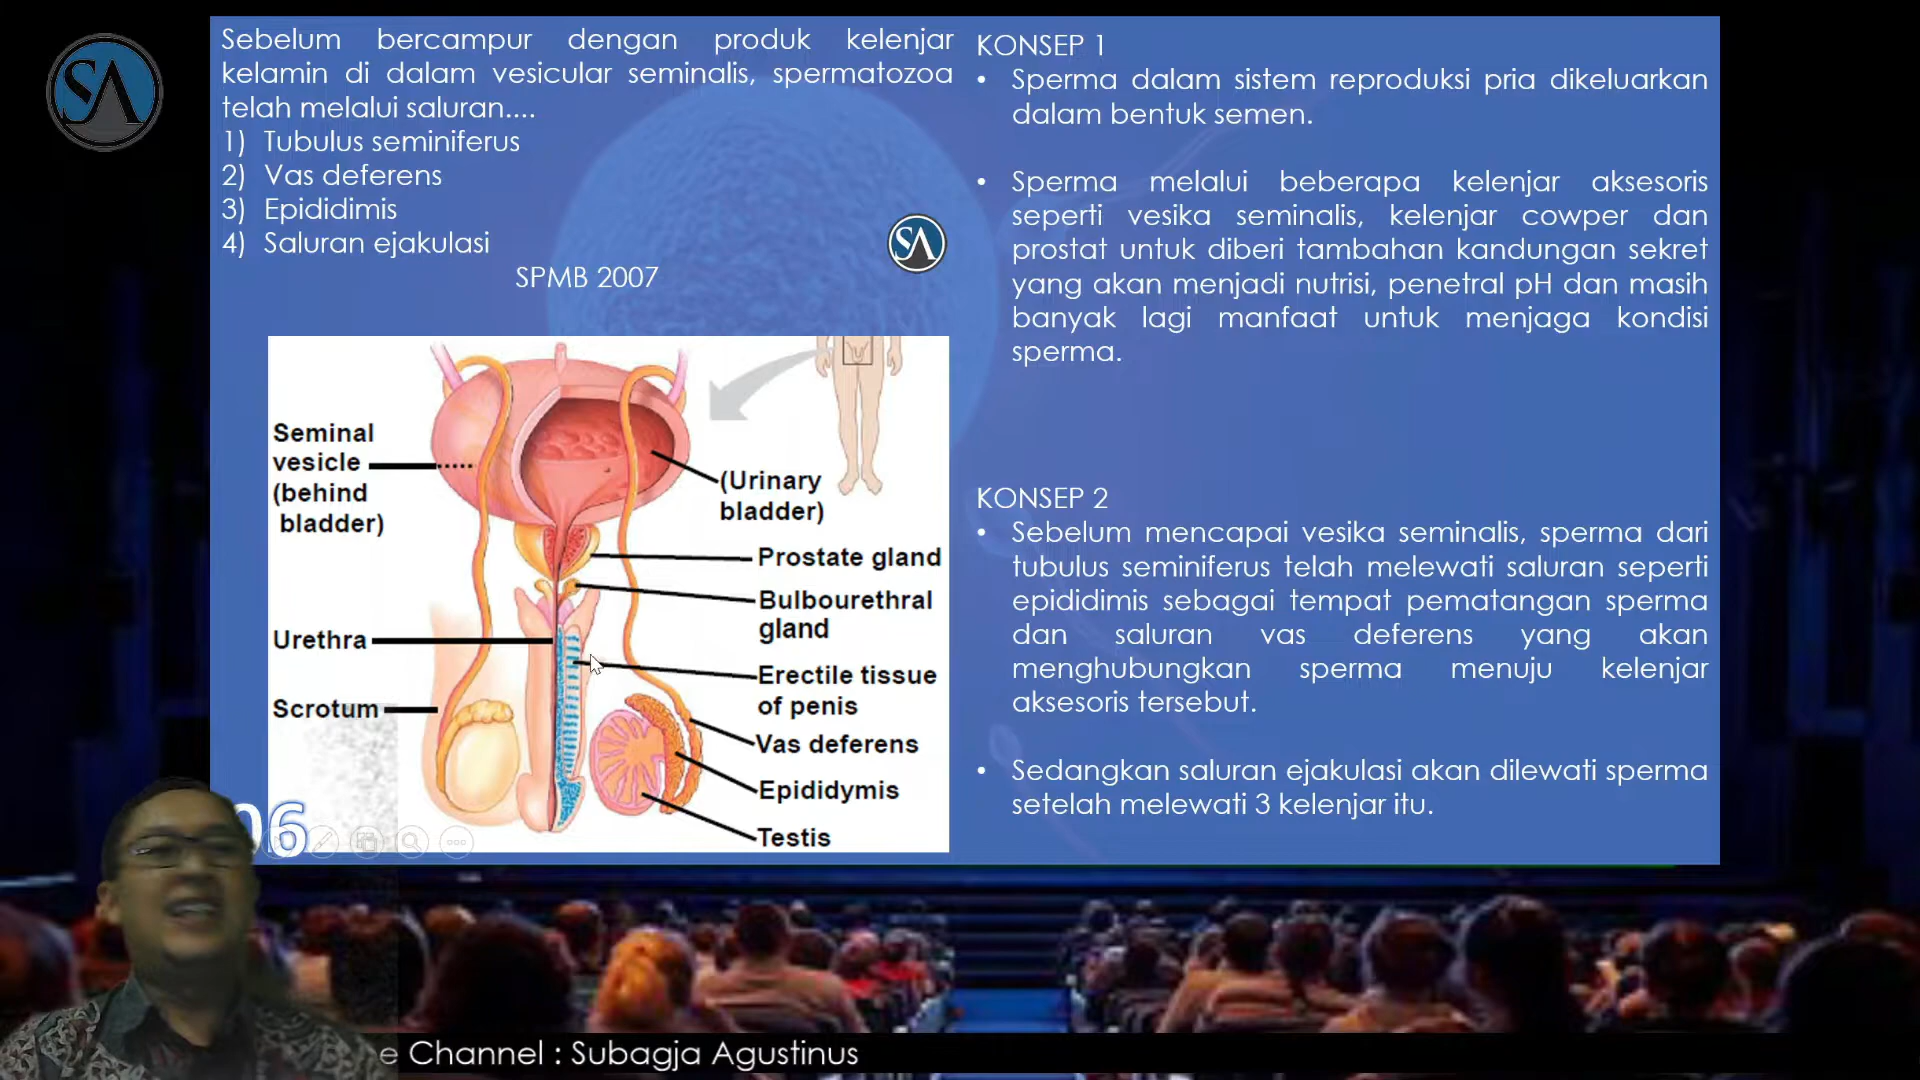 SA
Sebelum bercampur dengan produk kelenjar
kelamin di dalam vesicular seminalis, spermatozoa
telah melalui saluran....
1) Tubulus seminiferus
2) Vas deferens
3) Epididimis
4) Saluran ejakulasi
SPMB 2007
SA
Seminal
vesicle
(behind
bladder)
(Urinary
bladder)
Prostate gland
Bulbourethral
gland
Urethra
Erectile tissue
of penis
Scrotum
Vas deferens
Epididymis
Testis
06
KONSEP 1
• Sperma dalam sistem reproduksi pria dikeluarkan
dalam bentuk semen.
• Sperma melalui beberapa kelenjar aksesoris
seperti vesika seminalis, kelenjar cowper dan
prostat untuk diberi tambahan kandungan sekret
yang akan menjadi nutrisi, penetral pH dan masih
banyak lagi manfaat untuk menjaga kondisi
sperma.
KONSEP 2
• Sebelum mencapai vesika seminalis, sperma dari
tubulus seminiferus telah melewati saluran seperti
epididimis sebagai tempat pematangan sperma
dan saluran vas deferens yang akan
menghubungkan sperma menuju kelenjar
aksesoris tersebut.
• Sedangkan saluran ejakulasi akan dilewati sperma
setelah melewati 3 kelenjar itu.
e Channel : Subagja Agustinus